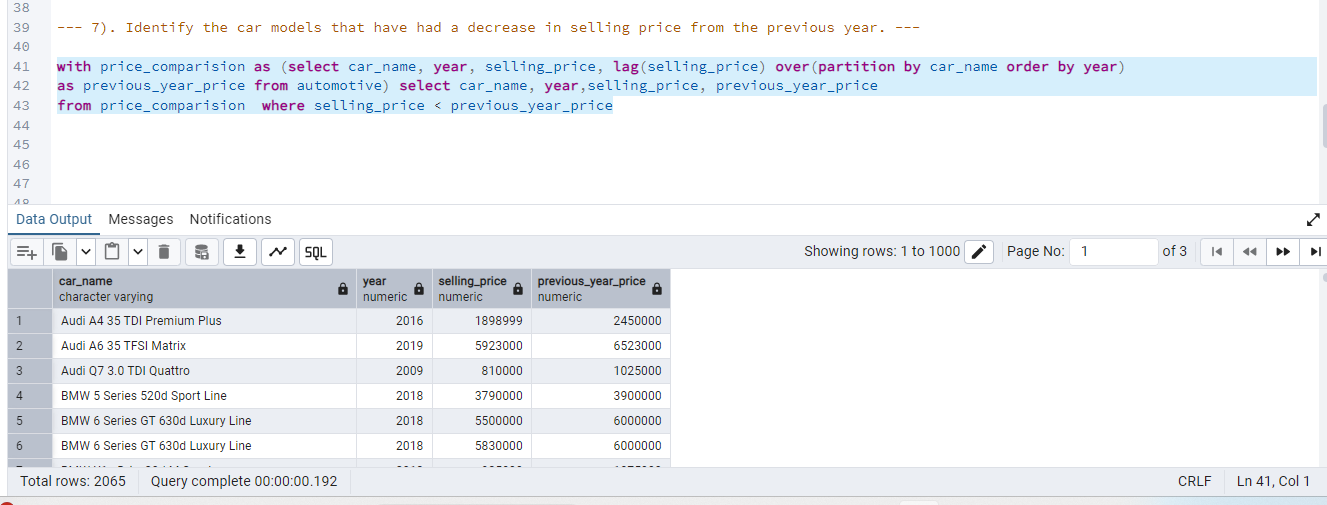 38
39 --- 7). Identify the car models that have had a decrease in selling price from the previous year. ---
40
41 with price_comparision as (select car_name, year, selling_price, lag(selling_price) over(partition by car_name order by year)
42 as previous_year_price from automotive) select car_name, year,selling_price, previous_year_price
43 from price_comparision  where selling_price < previous_year_price
44
45
46
47
48
Data Output Messages Notifications
SQL Showing rows: 1 to 1000 Page No: 1 of 3
car_name year selling_price previous_year_price
character varying numeric numeric numeric
1 Audi A4 35 TDI Premium Plus 2016 1898999 2450000
2 Audi A6 35 TFSI Matrix 2019 5923000 6523000
3 Audi Q7 3.0 TDI Quattro 2009 810000 1025000
4 BMW 5 Series 520d Sport Line 2018 3790000 3900000
5 BMW 6 Series GT 630d Luxury Line 2018 5500000 6000000
6 BMW 6 Series GT 630d Luxury Line 2018 5830000 6000000
Total rows: 2065 Query complete 00:00:00.192 CRLF Ln 41, Col 1